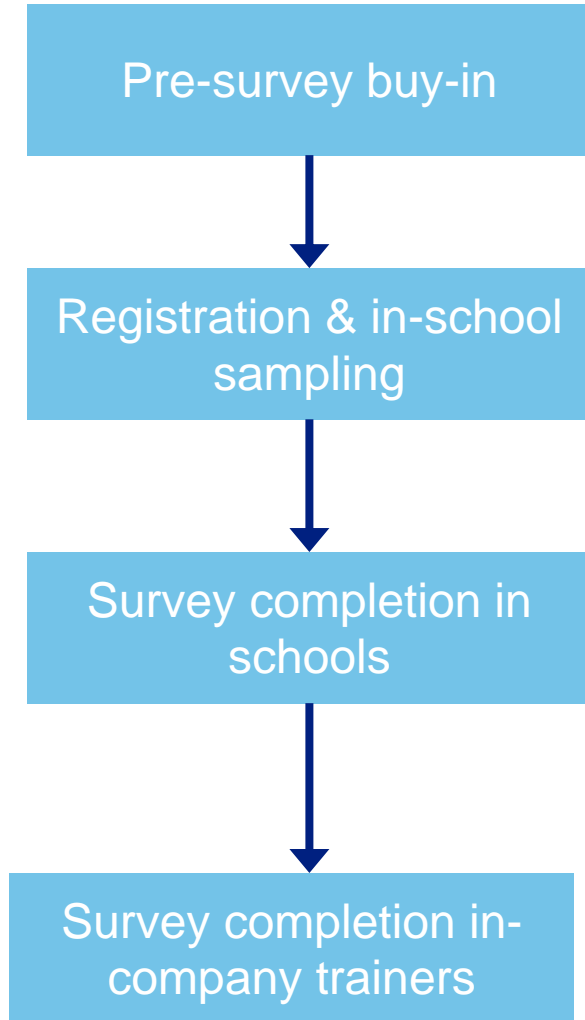 Pre-survey buy-in
Registration & in-school
sampling
Survey completion in
schools
Survey completion in-
company trainers